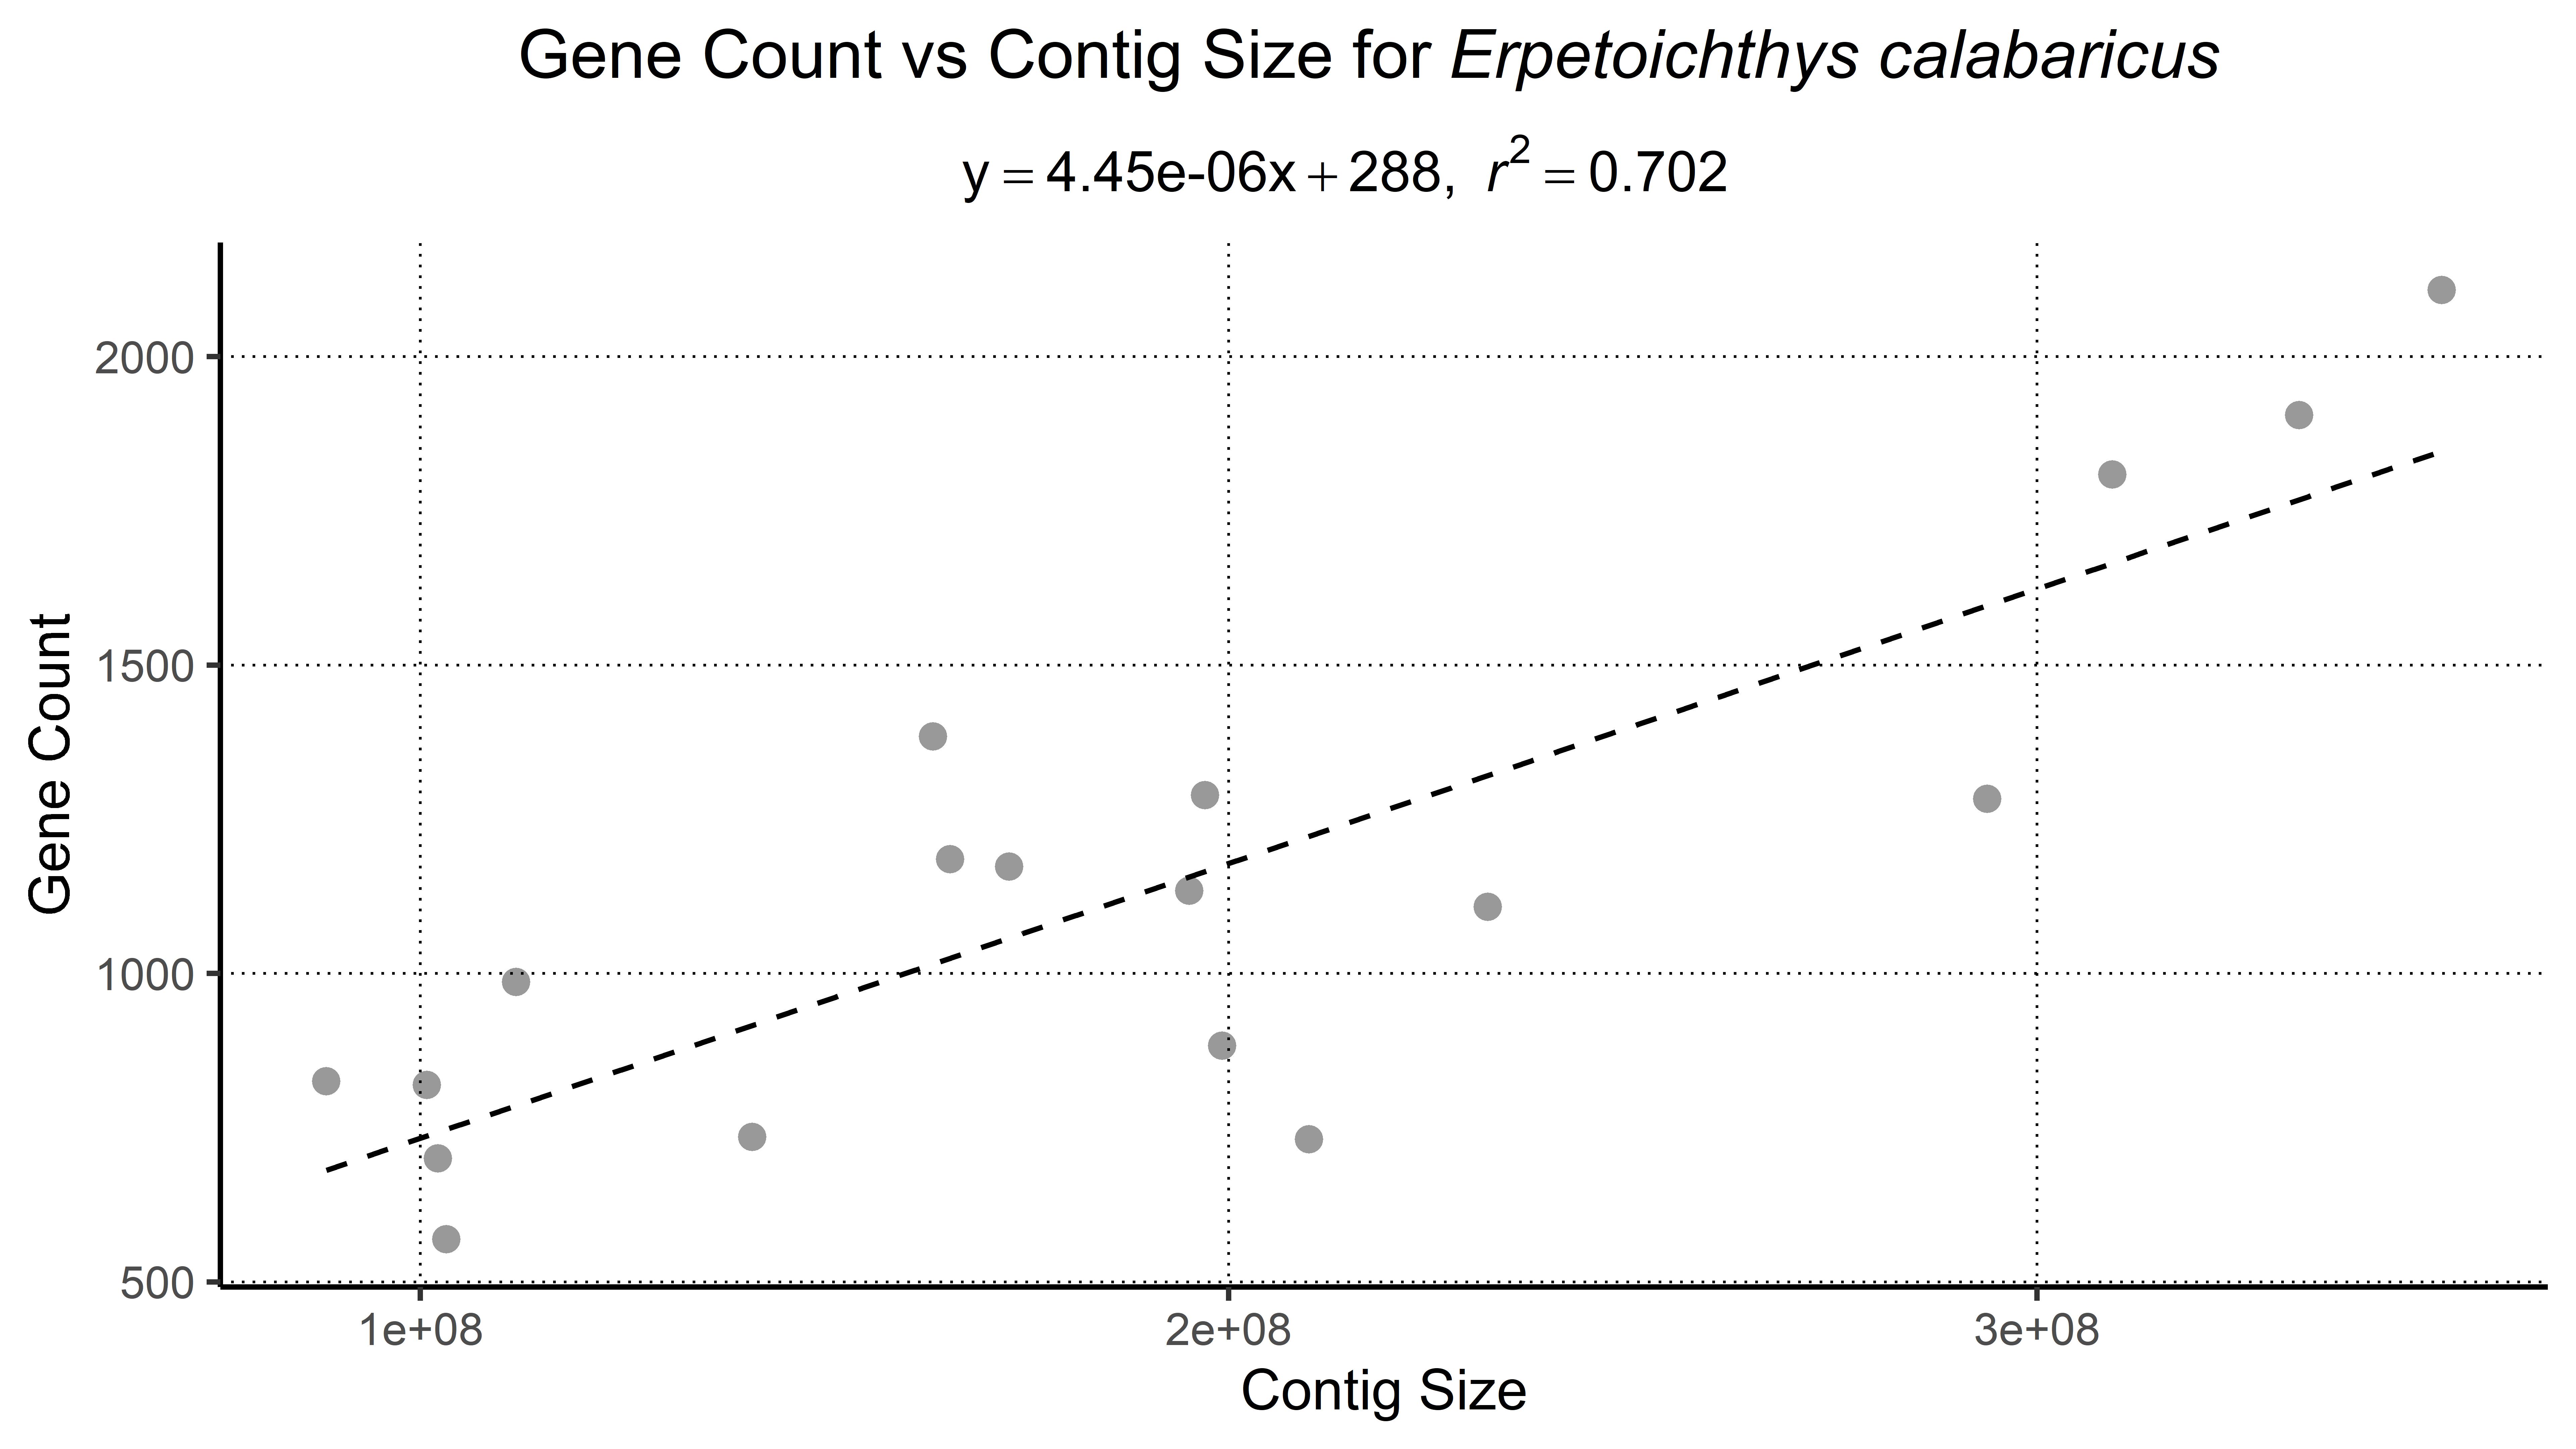 Gene Count vs Contig Size for Erpetoichthys calabaricus
y = 4.45e-06x + 288, r² = 0.702
Gene Count
2000
1500
1000
500
1e+08 2e+08 3e+08
Contig Size